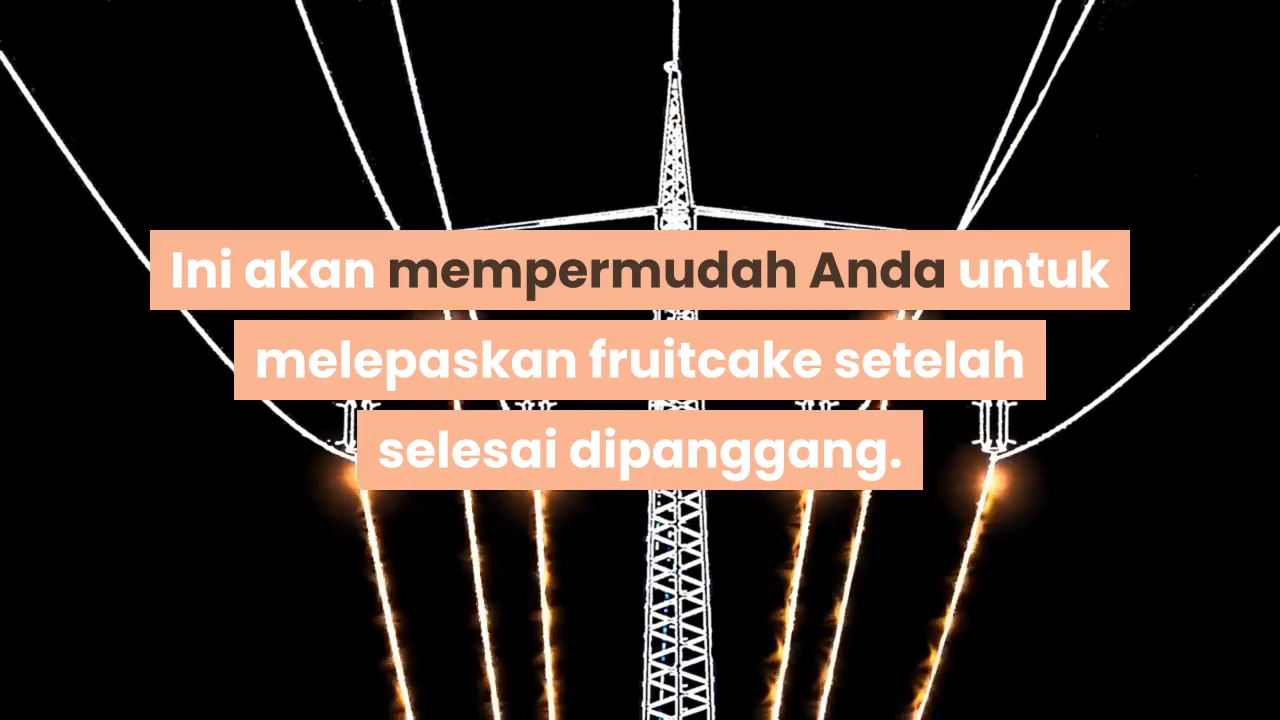 Ini akan mempermudah Anda untuk
melepaskan fruitcake setelah
selesai dipanggang.